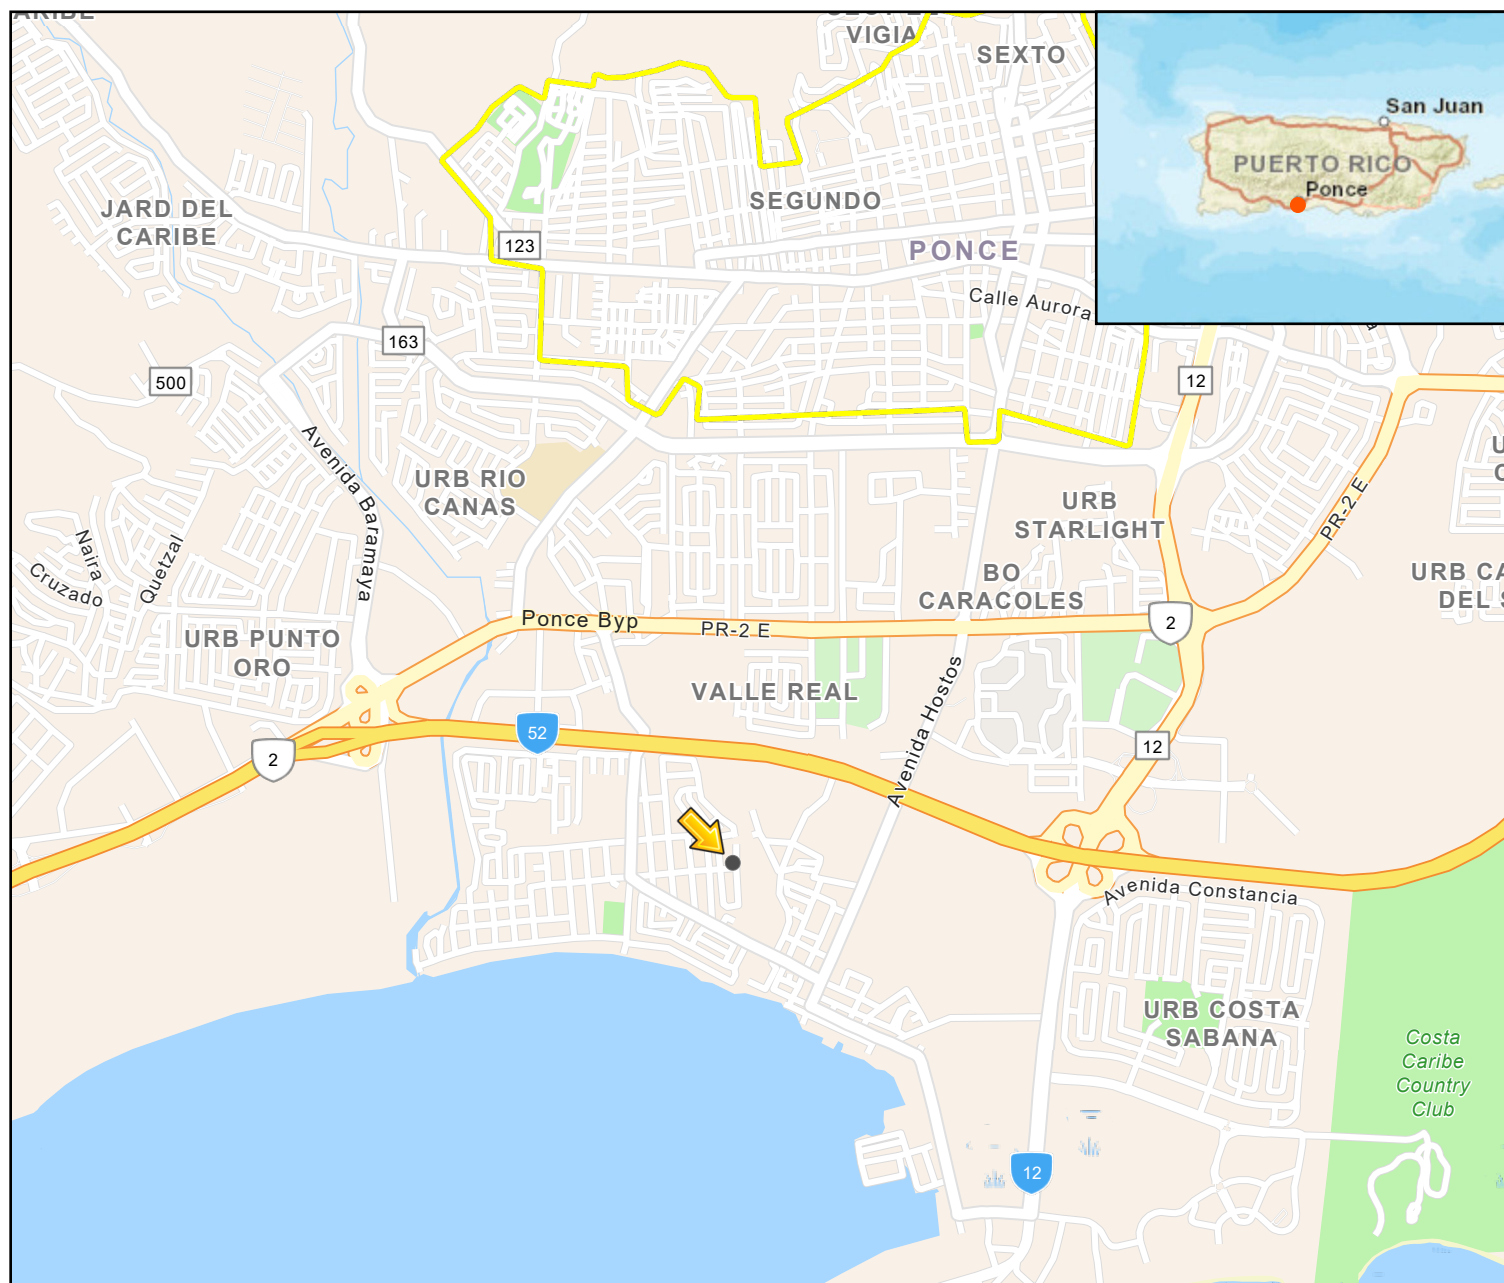 VIGIA
SEXTO
San Juan
PUERTO RICO
Ponce
JARD DEL
CARIBE
SEGUNDO
123
PONCE
Calle Aurora
163
500
12
Avenida Baramaya
URB RIO
CANAS
URB
STARLIGHT
PR-2 E
Naira
Cruzado
Quetzal
BO
CARACOLES
URB CA
DEL S
URB PUNTO
ORO
Ponce Byp
PR-2 E
2
VALLE REAL
Avenida Hostos
52
2
12
Avenida Constancia
URB COSTA
SABANA
Costa
Caribe
Country
Club
12